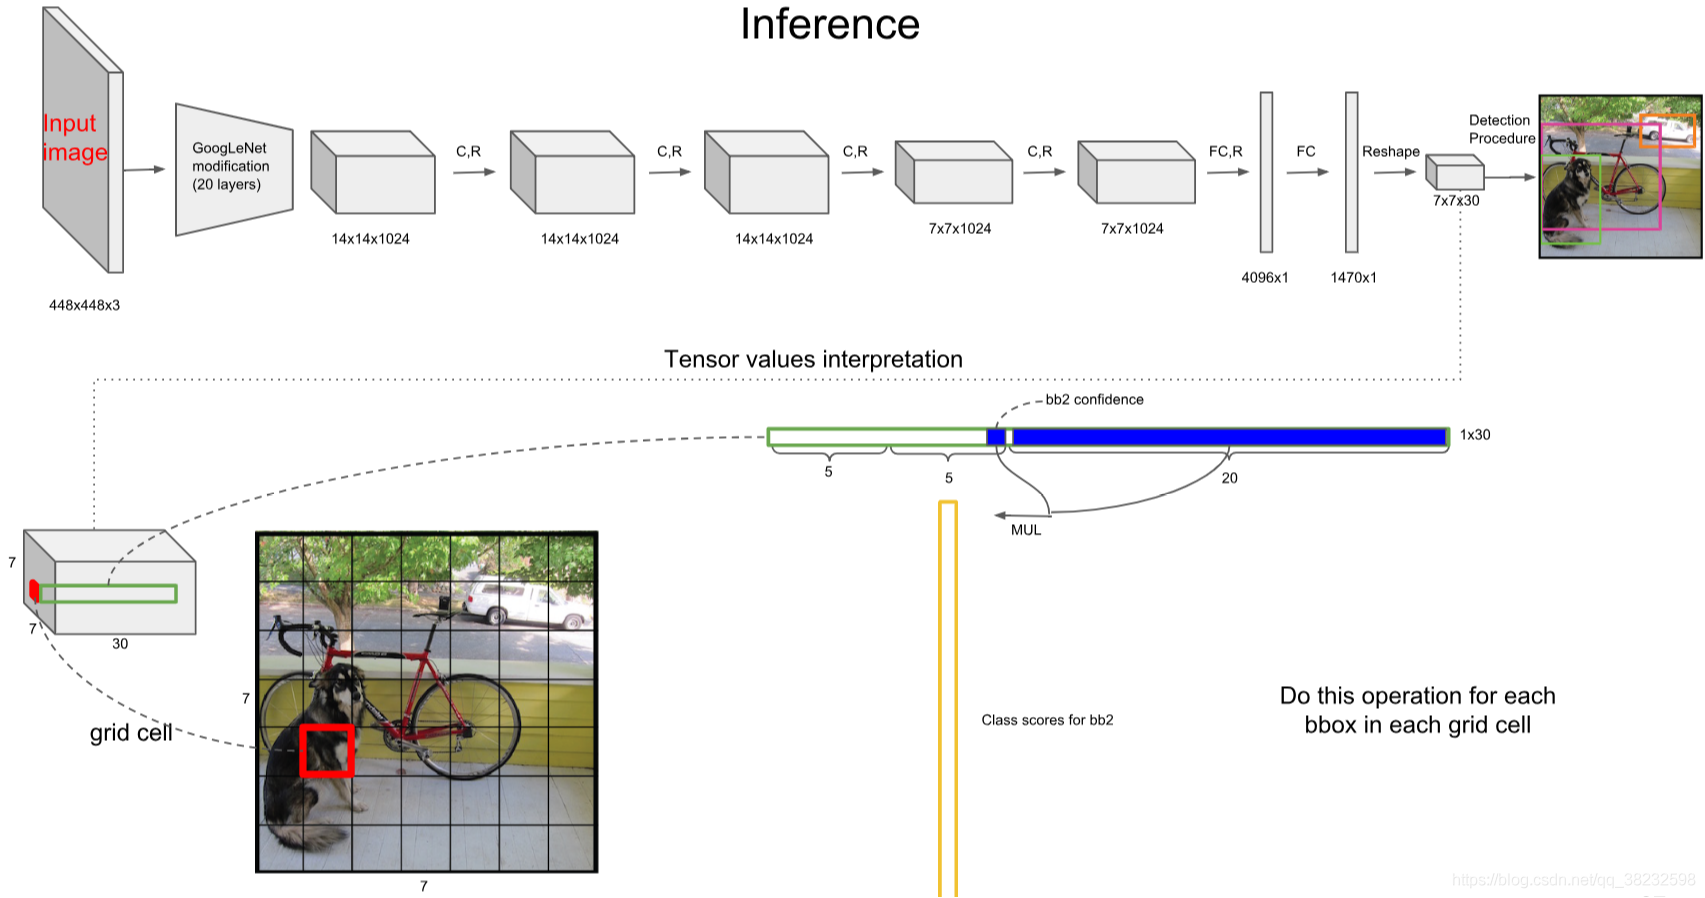 Inference
Input
image
448x448x3
GoogLeNet
modification
(20 layers)
14x14x1024
C,R
14x14x1024
C,R
14x14x1024
C,R
7x7x1024
C,R
7x7x1024
FC,R
4096x1
FC
1470x1
Reshape
7x7x30
Detection
Procedure
Tensor values interpretation
bb2 confidence
1x30
5
5
20
MUL
7
7
30
grid cell
7
7
Class scores for bb2
Do this operation for each
bbox in each grid cell
https://blog.csdn.net/qq_38232598